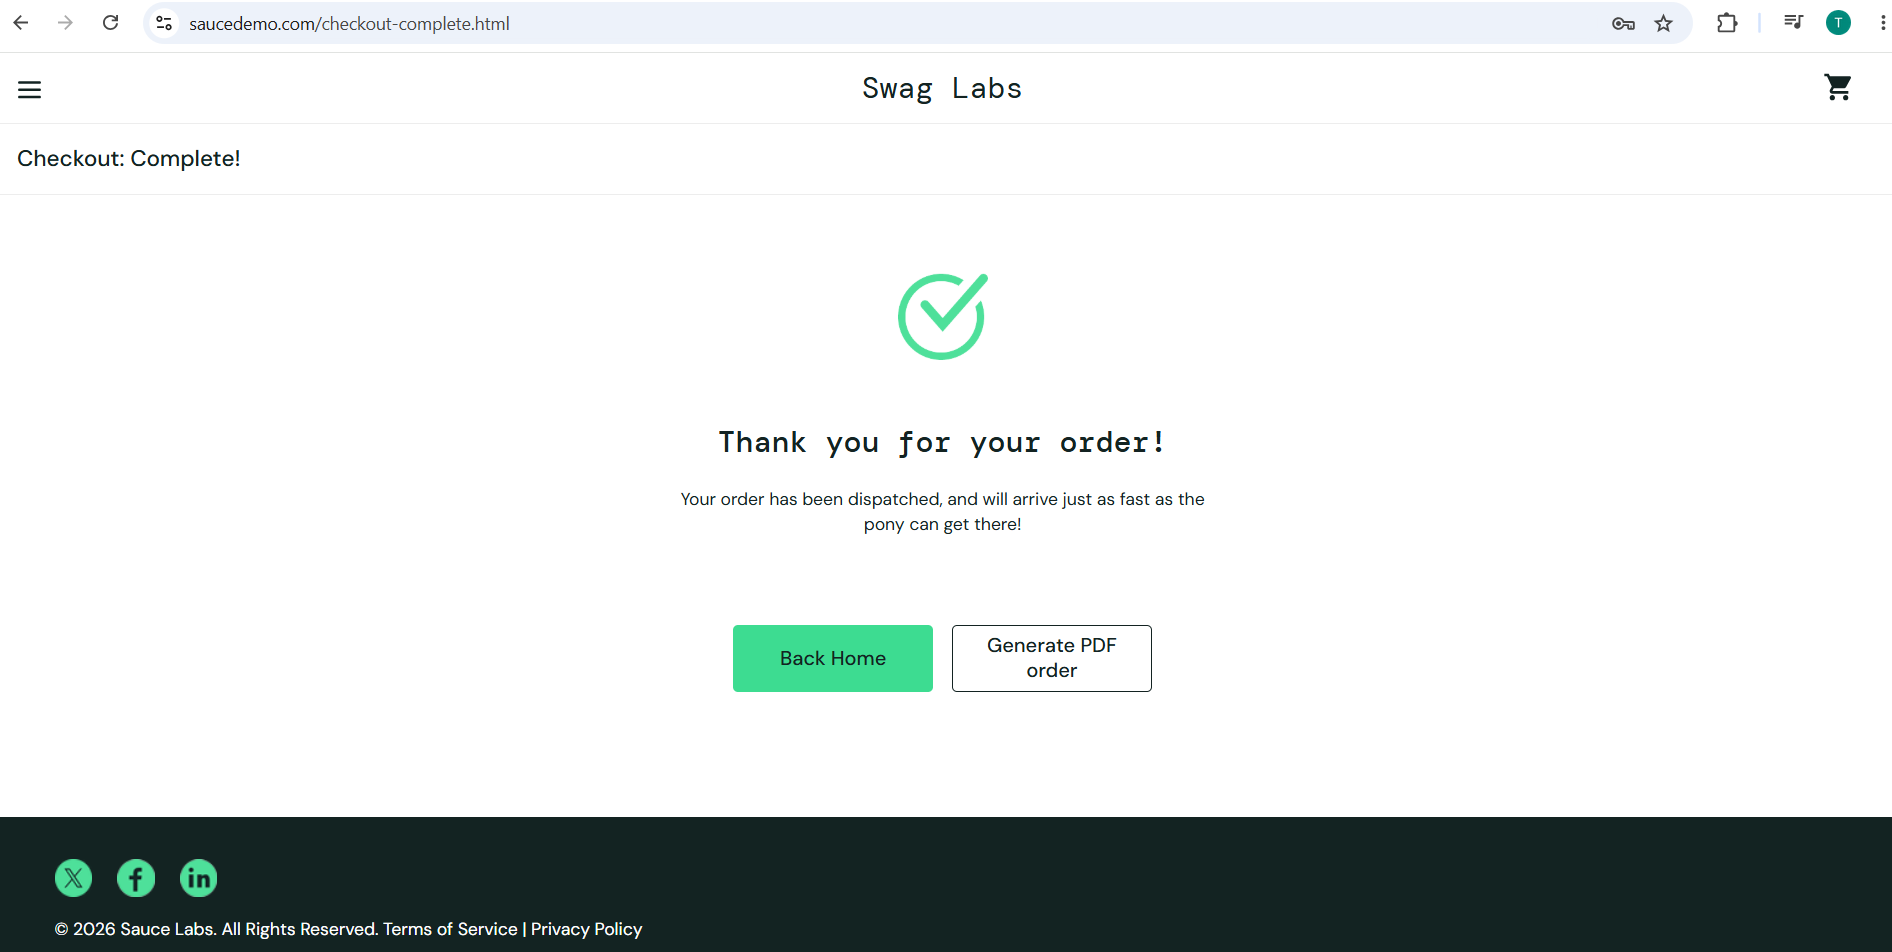 saucedemo.com/checkout-complete.html
T
Swag Labs
Checkout: Complete!
Thank you for your order!
Your order has been dispatched, and will arrive just as fast as the
pony can get there!
Back Home
Generate PDF
order
X f in
© 2026 Sauce Labs. All Rights Reserved. Terms of Service | Privacy Policy